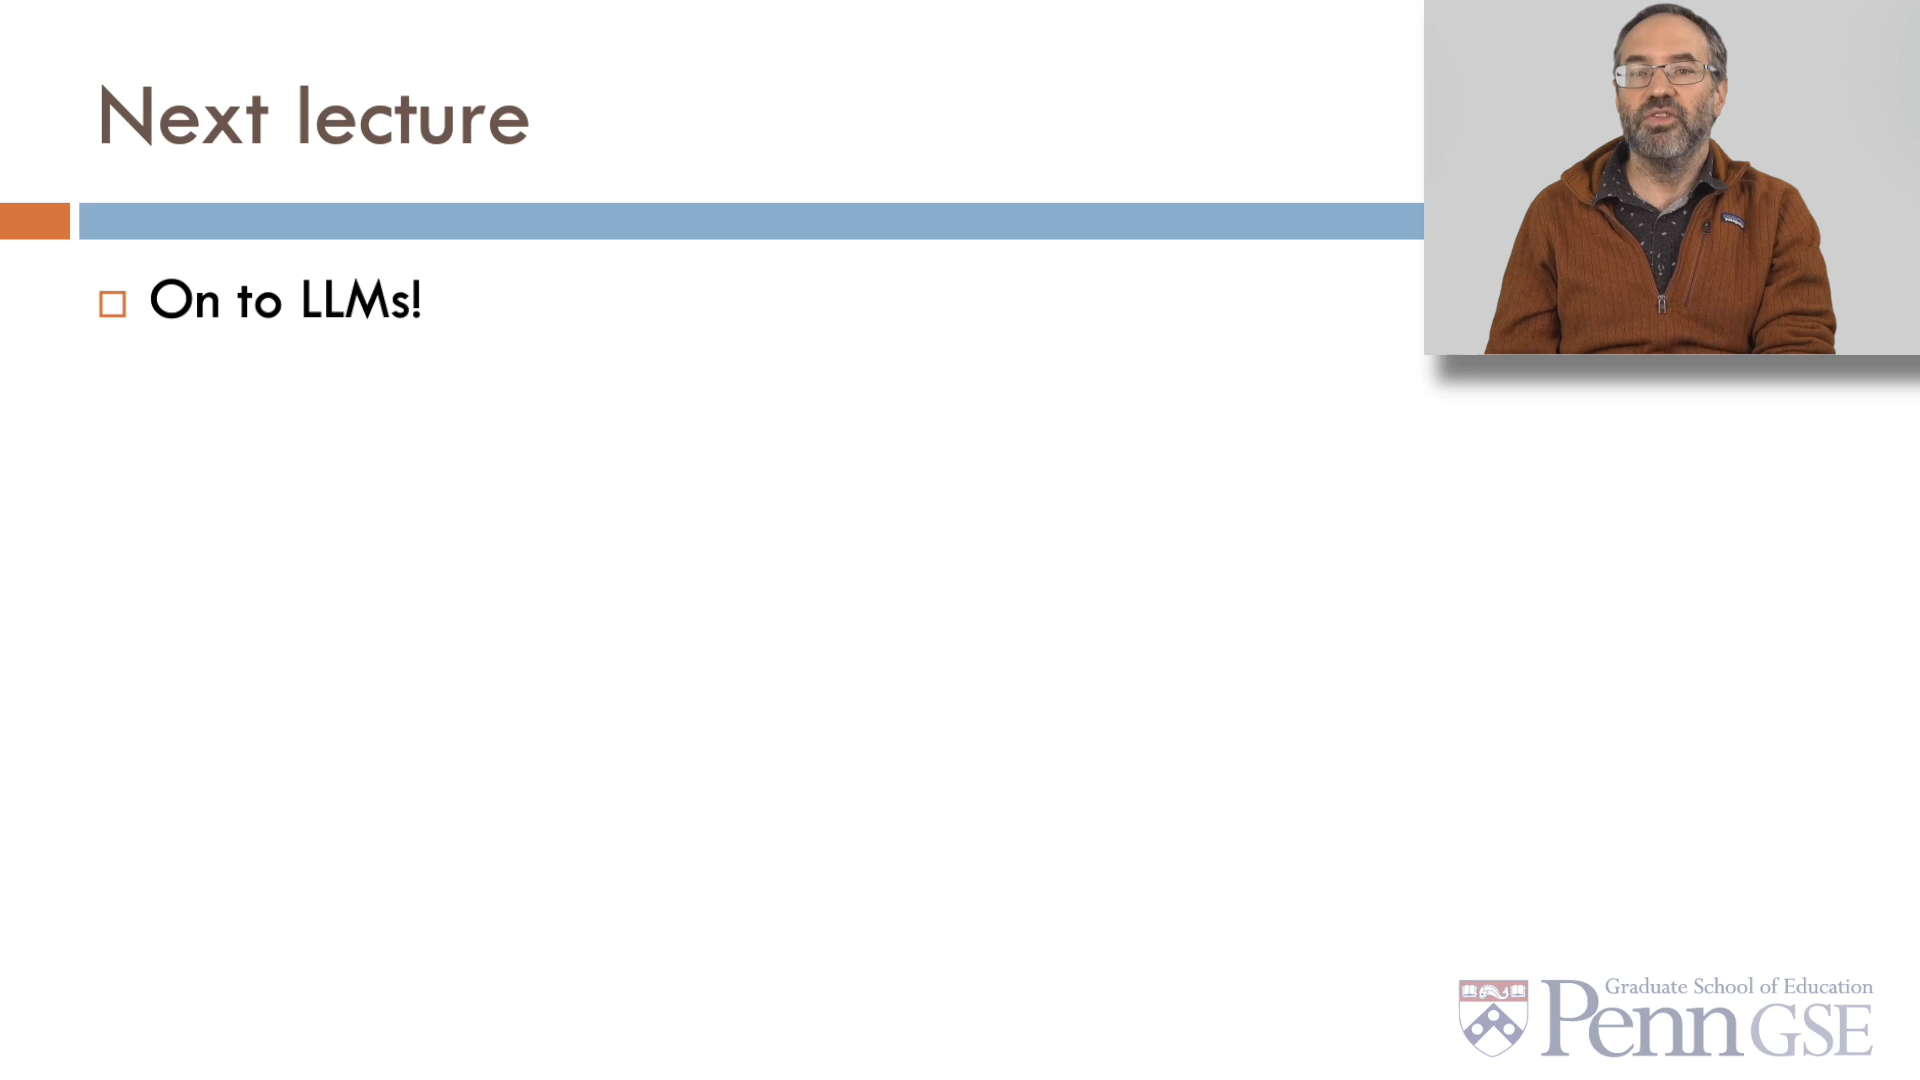 Next lecture
On to LLMs!
Graduate School of Education
Penn GSE